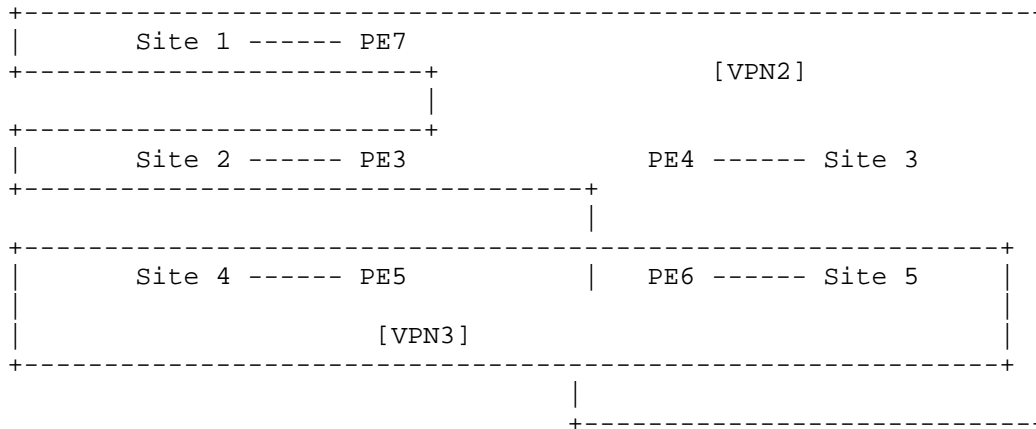 Site 1 ------ PE7
[VPN2]
Site 2 ------ PE3 PE4 ------ Site 3
Site 4 ------ PE5 | PE6 ------ Site 5
[VPN3]